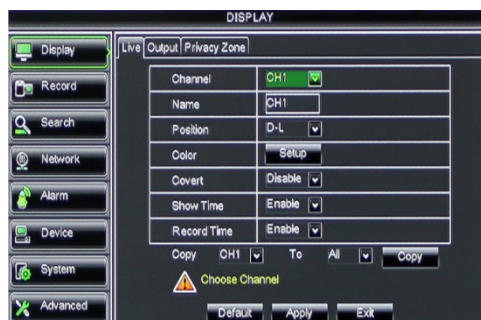 DISPLAY
Display
Record
Search
Network
Alarm
Device
System
Advanced
Live Output Privacy Zone
Channel CH1
Name CH1
Position D-L
Color Setup
Covert Disable
Show Time Enable
Record Time Enable
Copy CH1 To All Copy
Choose Channel
Default Apply Exit